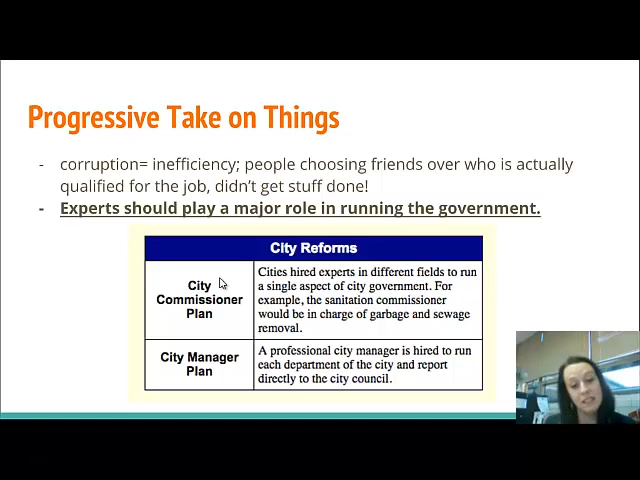 Progressive Take on Things
- corruption= inefficiency; people choosing friends over who is actually
qualified for the job, didn't get stuff done!
- Experts should play a major role in running the government.
City Reforms
City
Commissioner
Plan
Cities hired experts in different fields to run
a single aspect of city government. For
example, the sanitation commissioner
would be in charge of garbage and sewage
removal.
City Manager
Plan
A professional city manager is hired to run
each department of the city and report
directly to the city council.